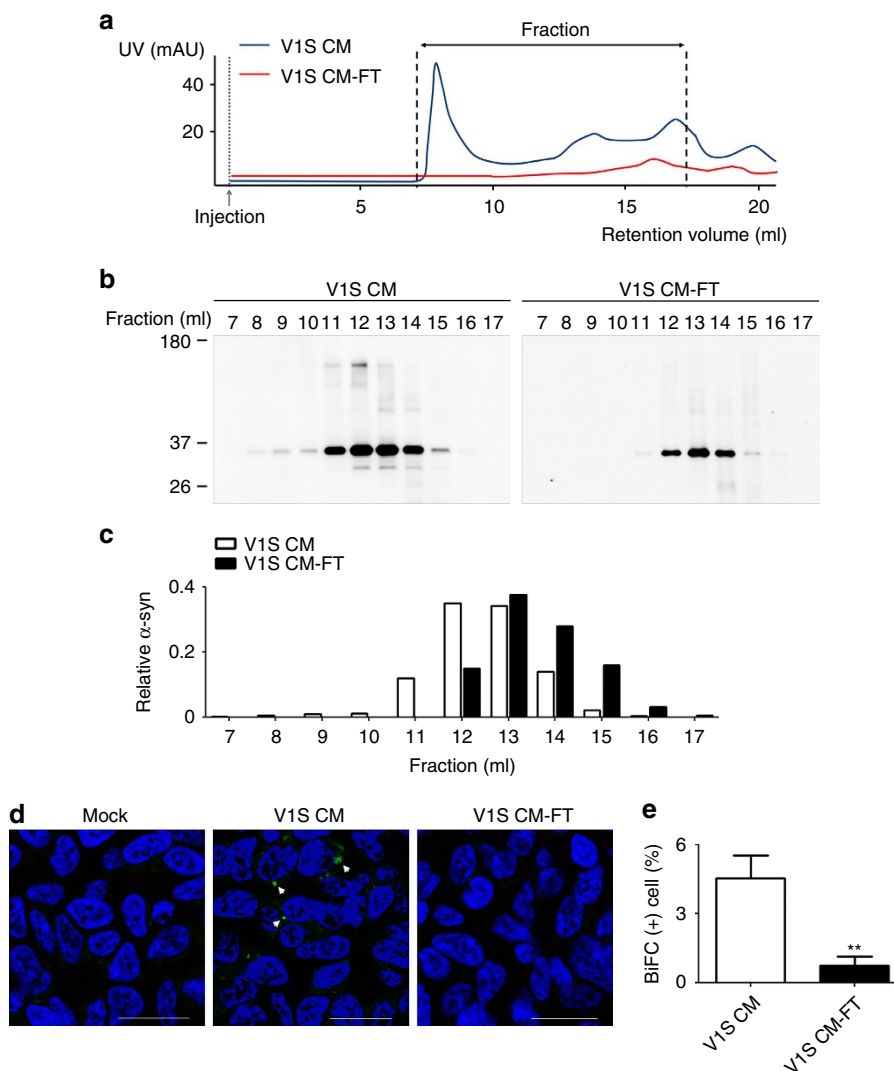 a
UV (mAU)
V1S CM
V1S CM-FT
Fraction
40
20
5 10 15 20
Injection
Retention volume (ml)
b
V1S CM V1S CM-FT
Fraction (ml) 7 8 9 10 11 12 13 14 15 16 17 7 8 9 10 11 12 13 14 15 16 17
180
37
26
c
V1S CM
V1S CM-FT
Relative α-syn
0.4
0.2
0
7 8 9 10 11 12 13 14 15 16 17
Fraction (ml)
d
Mock V1S CM V1S CM-FT
e
BiFC (+) cell (%)
6
3
0
**
V1S CM
V1S CM-FT